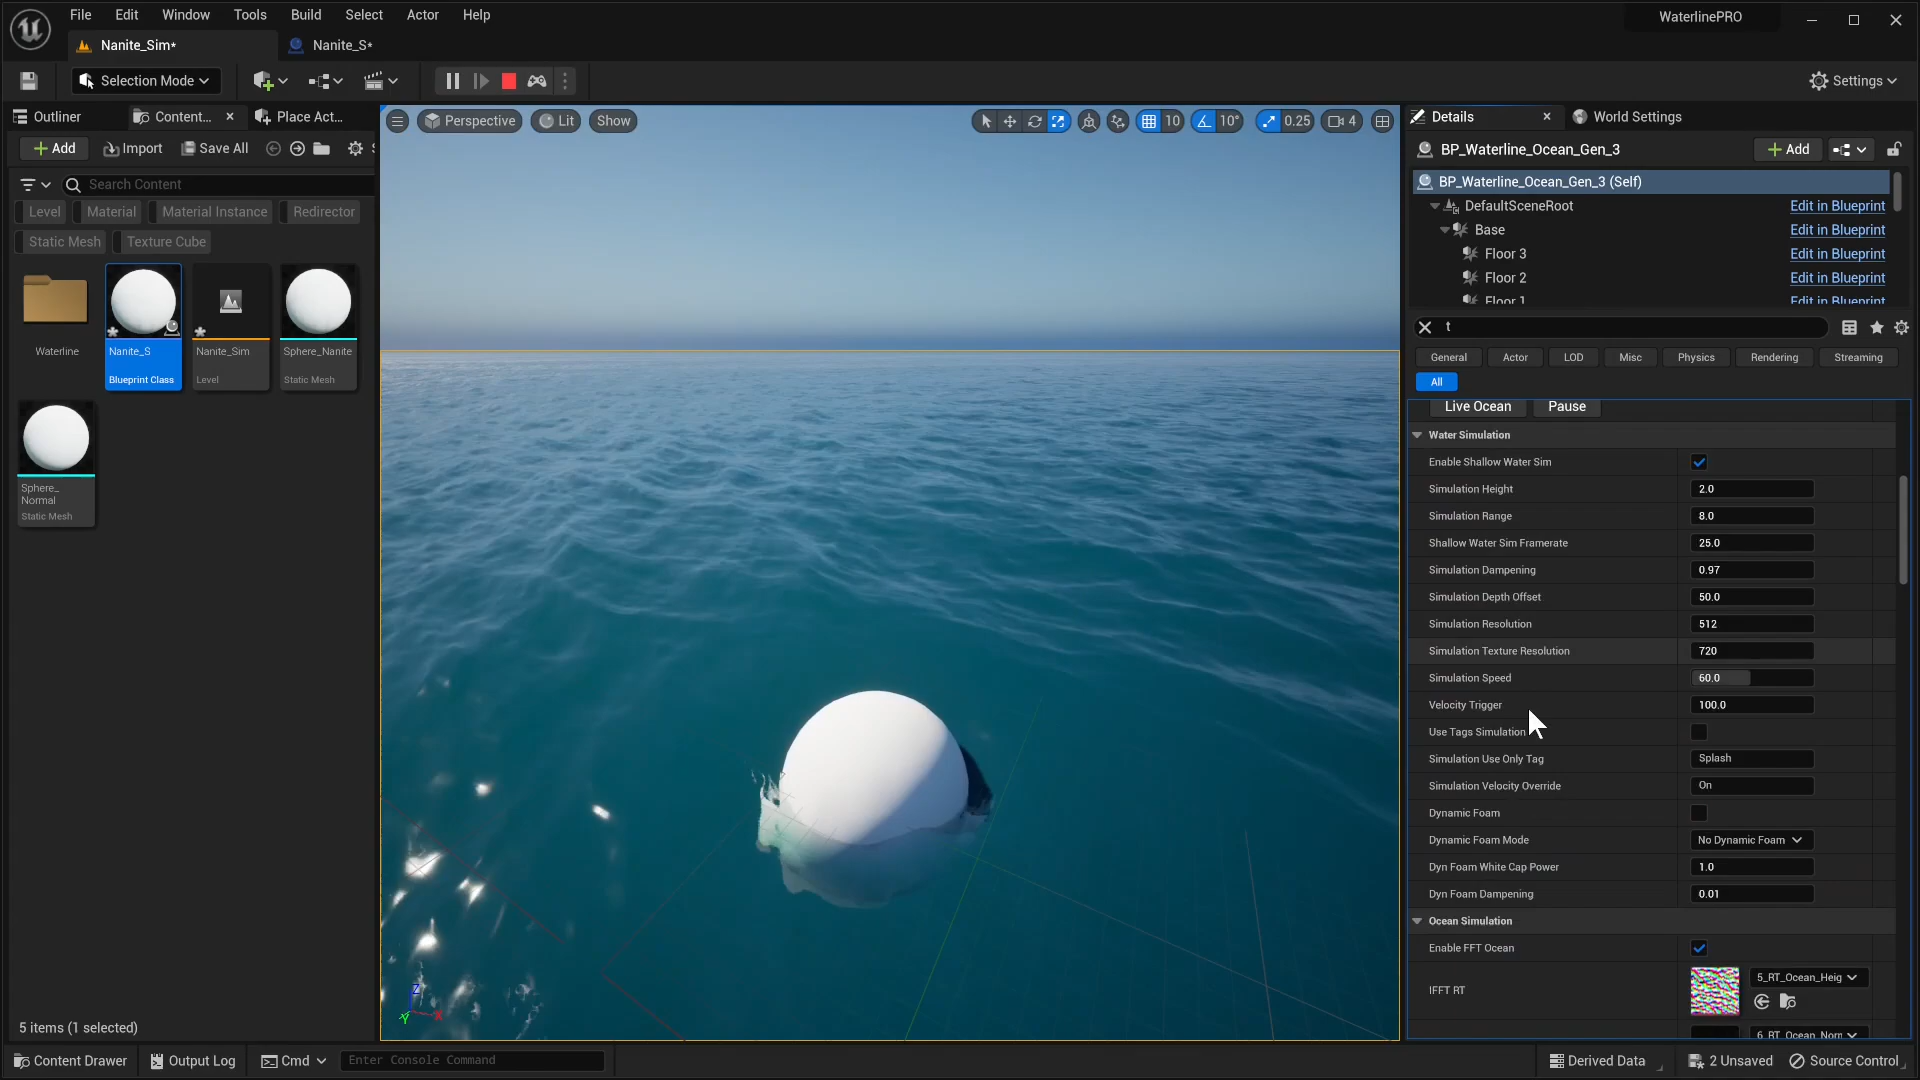 File Edit Window Tools Build Select Actor Help
WaterlinePRO
Nanite_Sim*
Nanite_S*
Selection Mode
Settings
Outliner
Content...
Place Act...
Perspective
Lit
Show
10
10°
0.25
4
Details
World Settings
Add
Import
Save All
BP_Waterline_Ocean_Gen_3
Add
Search Content
BP_Waterline_Ocean_Gen_3 (Self)
Level
Material
Material Instance
Redirector
DefaultSceneRoot
Edit in Blueprint
Static Mesh
Texture Cube
Base
Edit in Blueprint
Floor 3
Edit in Blueprint
Floor 2
Edit in Blueprint
Floor 1
Edit in Blueprint
t
Waterline
Nanite_S
Blueprint Class
Nanite_Sim
Level
Sphere_Nanite
Static Mesh
General
Actor
LOD
Misc
Physics
Rendering
Streaming
All
Live Ocean
Pause
Water Simulation
Enable Shallow Water Sim
Simulation Height
2.0
Sphere_
Normal
Static Mesh
Simulation Range
8.0
Shallow Water Sim Framerate
25.0
Simulation Dampening
0.97
Simulation Depth Offset
50.0
Simulation Resolution
512
Simulation Texture Resolution
720
Simulation Speed
60.0
Velocity Trigger
100.0
Use Tags Simulation
Simulation Use Only Tag
Splash
Simulation Velocity Override
On
Dynamic Foam
Dynamic Foam Mode
No Dynamic Foam
Dyn Foam White Cap Power
1.0
Dyn Foam Dampening
0.01
Ocean Simulation
Enable FFT Ocean
IFFT RT
5_RT_Ocean_Heig
6_RT_Ocean_Norn
Z
Y
X
5 items (1 selected)
Content Drawer
Output Log
Cmd
Enter Console Command
Derived Data
2 Unsaved
Source Control